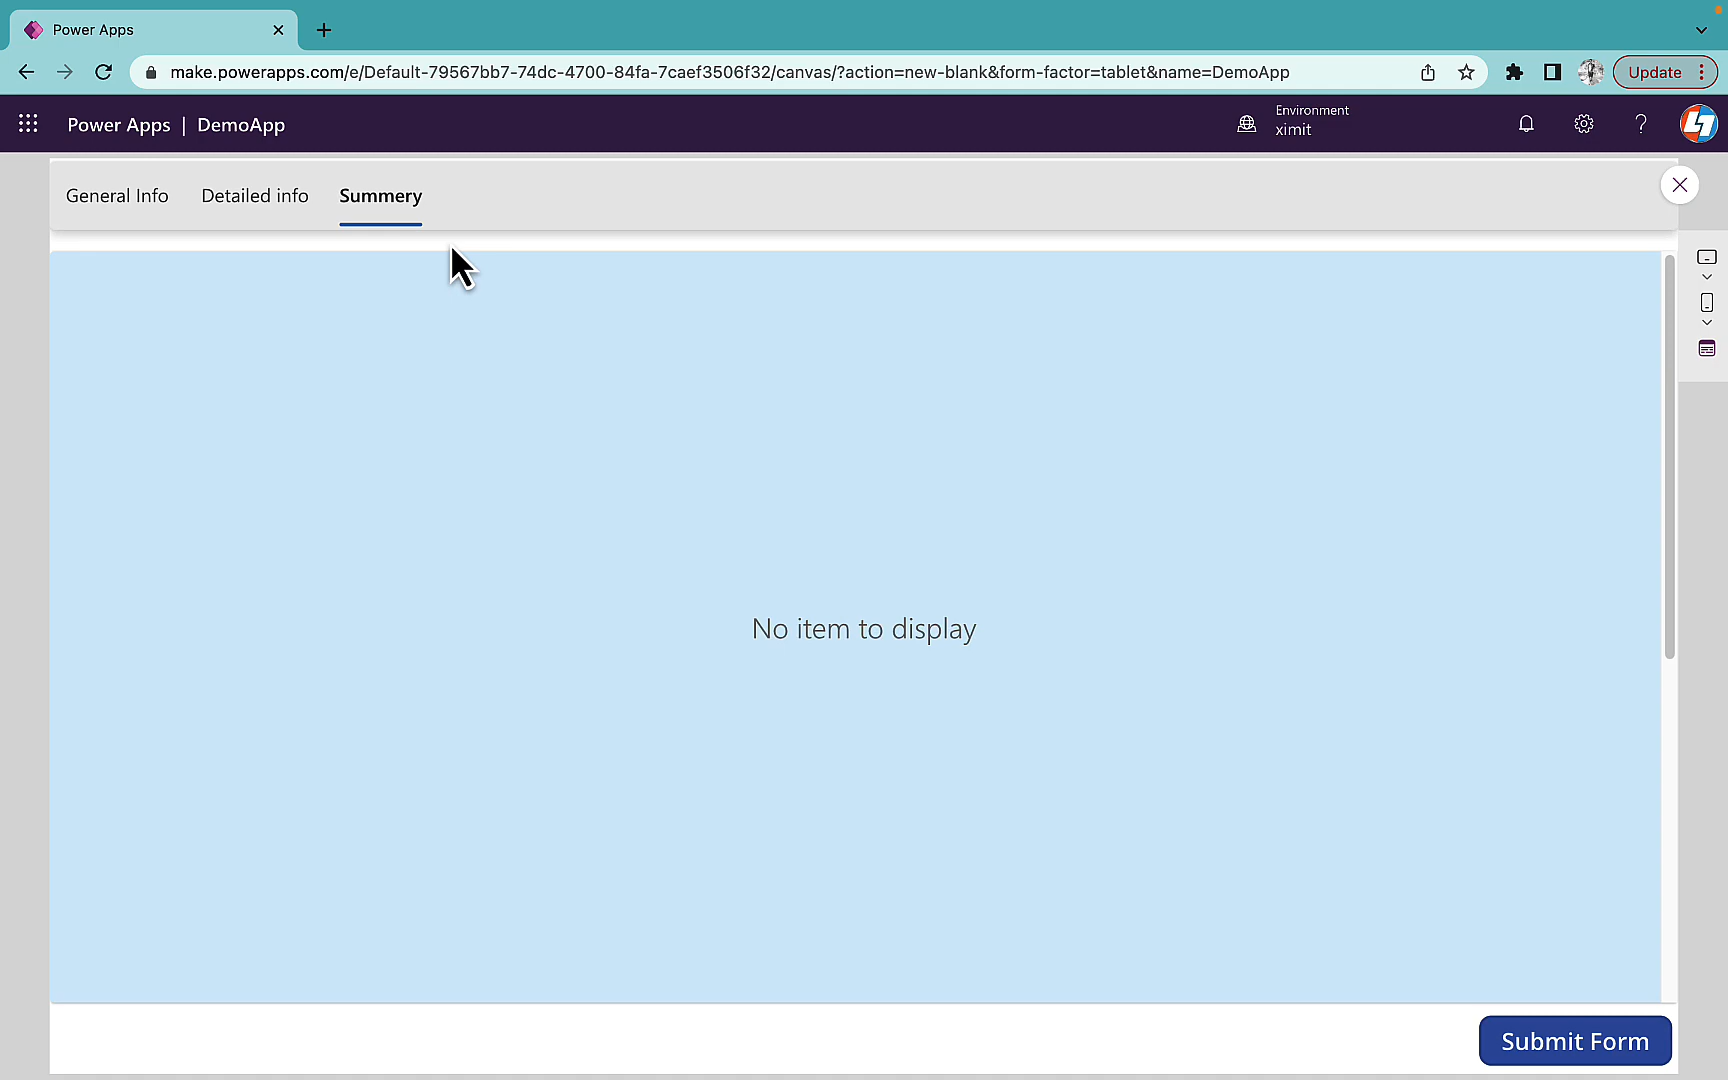 Power Apps
make.powerapps.com/e/Default-79567bb7-74dc-4700-84fa-7caef3506f32/canvas/?action=new-blank&form-factor=tablet&name=DemoApp
Update
Power Apps | DemoApp
Environment
ximit
General Info Detailed info Summery
No item to display
Submit Form